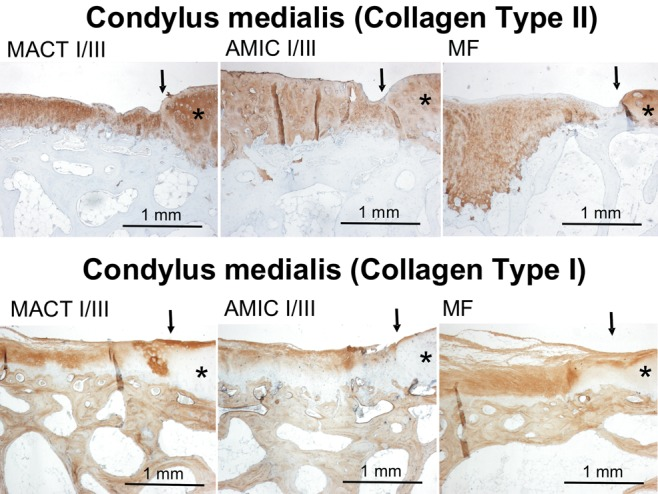 Condylus medialis (Collagen Type II)
MACT I/III AMIC I/III MF
* * *
1 mm 1 mm 1 mm
Condylus medialis (Collagen Type I)
MACT I/III AMIC I/III MF
* * *
1 mm 1 mm 1 mm